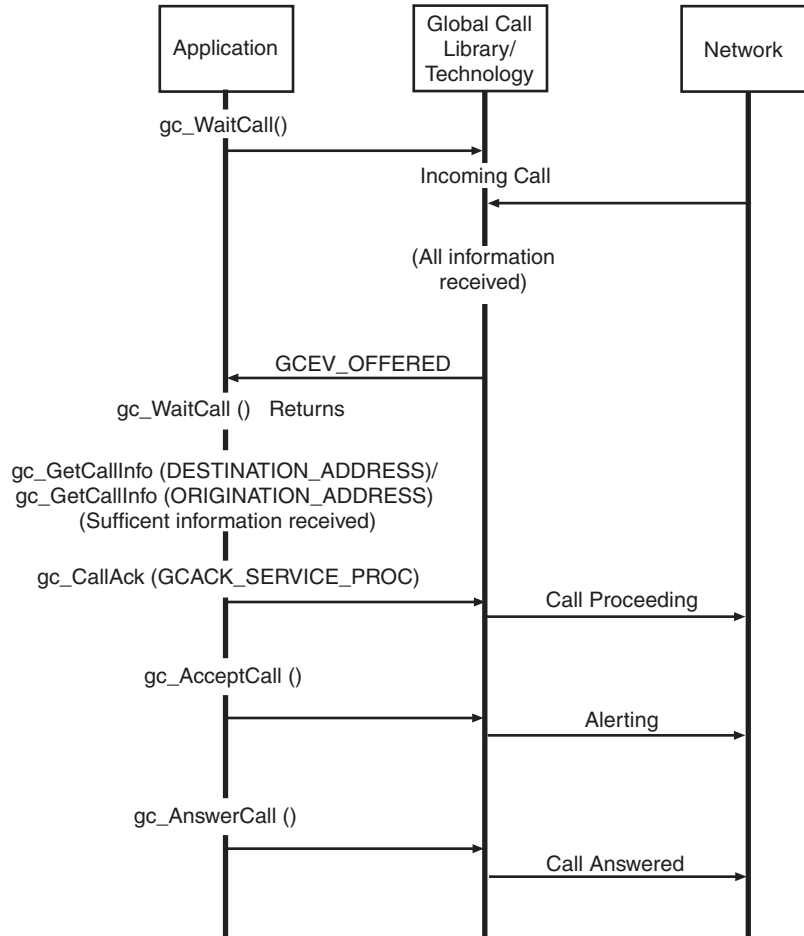 Application
Global Call
Library/
Technology
Network
gc_WaitCall()
Incoming Call
(All information
received)
GCEV_OFFERED
gc_WaitCall ()   Returns
gc_GetCallInfo (DESTINATION_ADDRESS)/
gc_GetCallInfo (ORIGINATION_ADDRESS)
(Sufficent information received)
gc_CallAck (GCACK_SERVICE_PROC)
Call Proceeding
gc_AcceptCall ()
Alerting
gc_AnswerCall ()
Call Answered